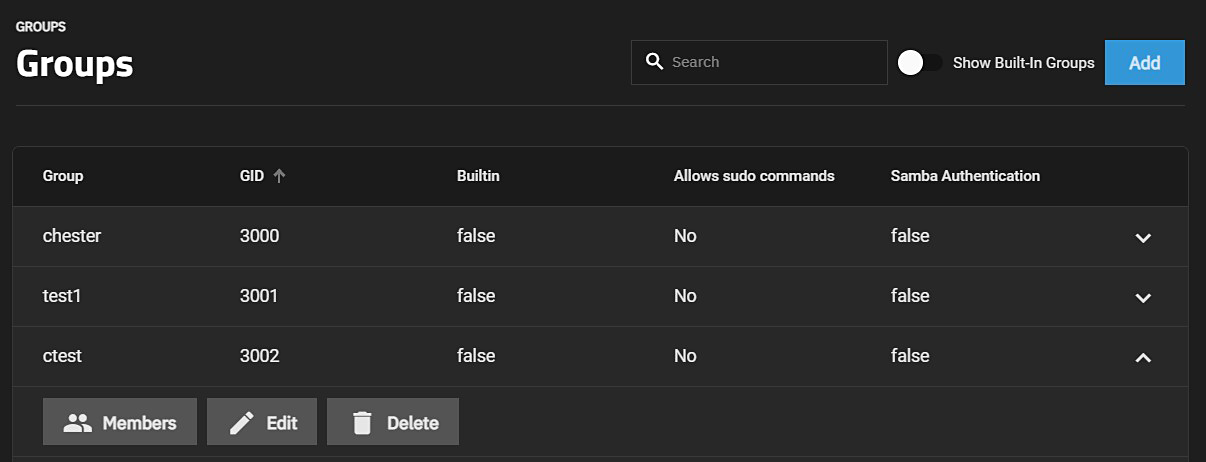 GROUPS
Groups
Search
Show Built-In Groups
Add
Group GID Builtin Allows sudo commands Samba Authentication
chester 3000 false No false
test1 3001 false No false
ctest 3002 false No false
Members Edit Delete